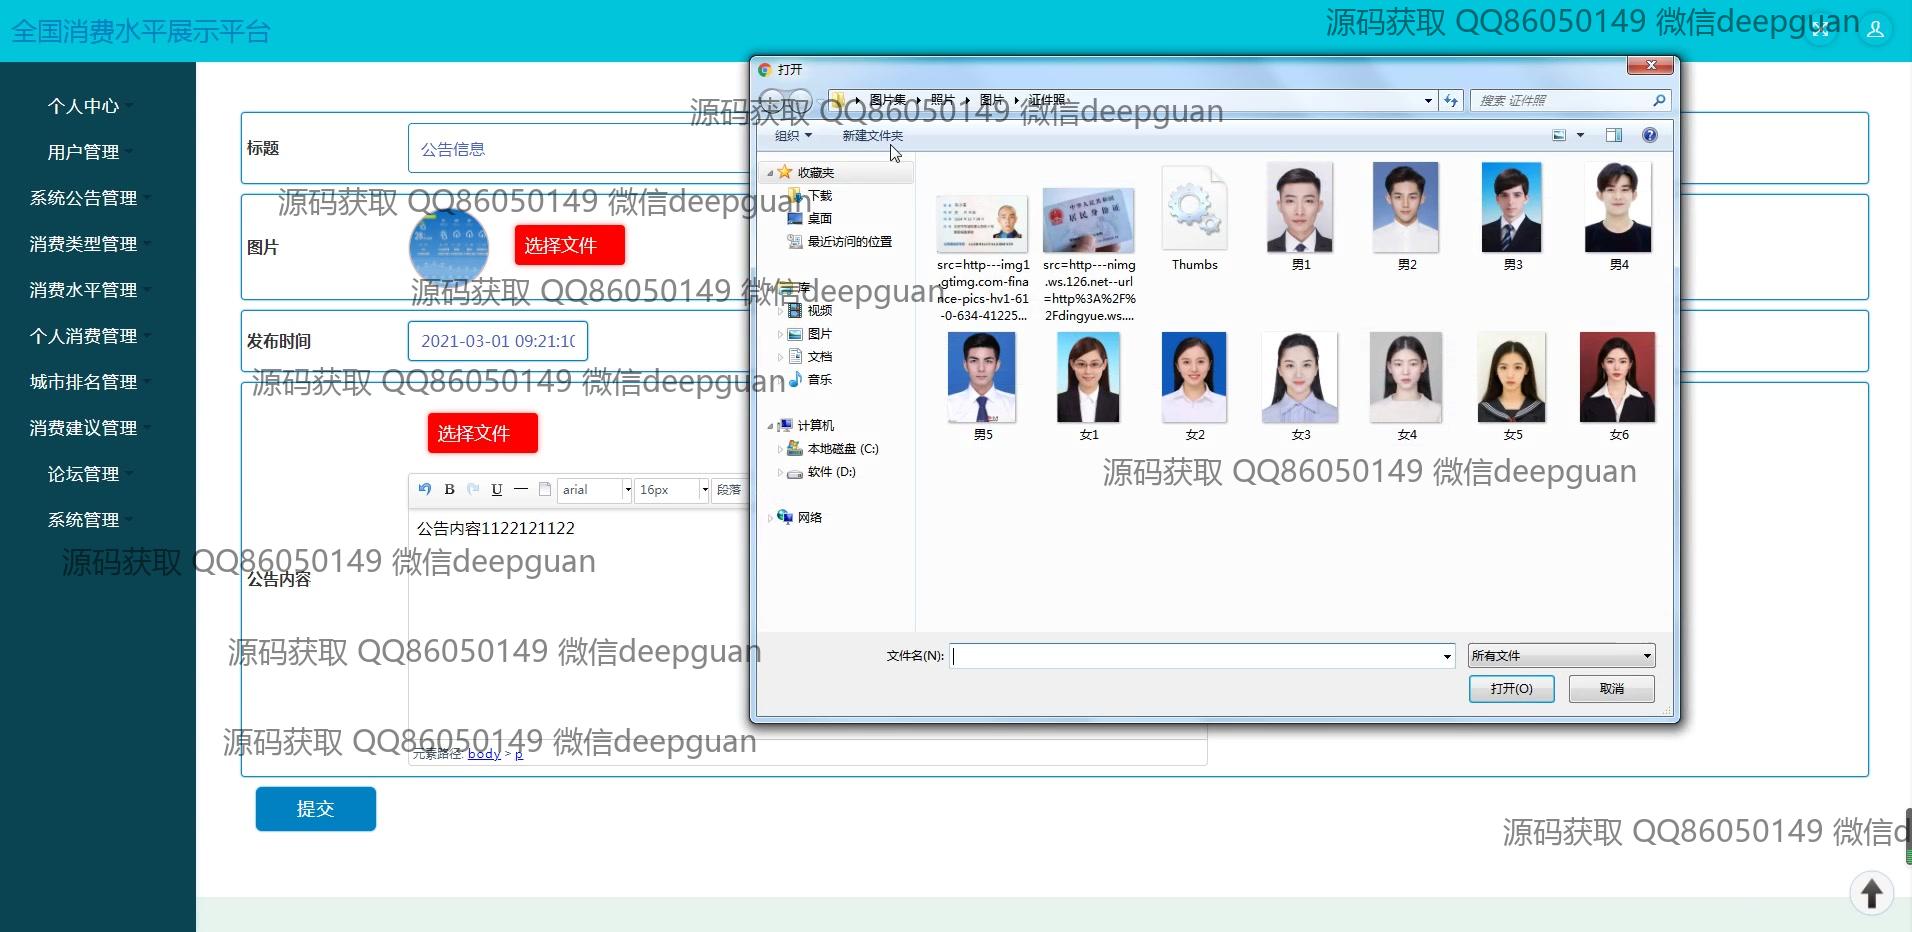 全国消费水平展示平台
源码获取 QQ86050149 微信deepguan
个人中心
用户管理
系统公告管理
消费类型管理
消费水平管理
个人消费管理
城市排名管理
消费建议管理
论坛管理
系统管理
标题
公告信息
图片
选择文件
发布时间
2021-03-01 09:21:10
选择文件
B
U
arial
16px
段落
公告内容1122121122
公告内容
元素路径: body > p
提交
打开
图片集
照片
图片
证件照
搜索 证件照
组织
新建文件夹
收藏夹
下载
桌面
最近访问的位置
库
视频
图片
文档
音乐
计算机
本地磁盘 (C:)
软件 (D:)
网络
src=http---img1
.gtimg.com-fina
nce-pics-hv1-61
-0-634-41225...
src=http---nimg
.ws.126.net--url
=http%3A%2F%
2Fdingyue.ws....
Thumbs
男1
男2
男3
男4
男5
女1
女2
女3
女4
女5
女6
文件名(N):
所有文件
打开(O)
取消
源码获取 QQ86050149 微信deepguan
源码获取 QQ86050149 微信deepguan
源码获取 QQ86050149 微信deepguan
源码获取 QQ86050149 微信deepguan
源码获取 QQ86050149 微信deepguan
源码获取 QQ86050149 微信deepguan
源码获取 QQ86050149 微信deepguan
源码获取 QQ86050149 微信deepguan
源码获取 QQ86050149 微信d